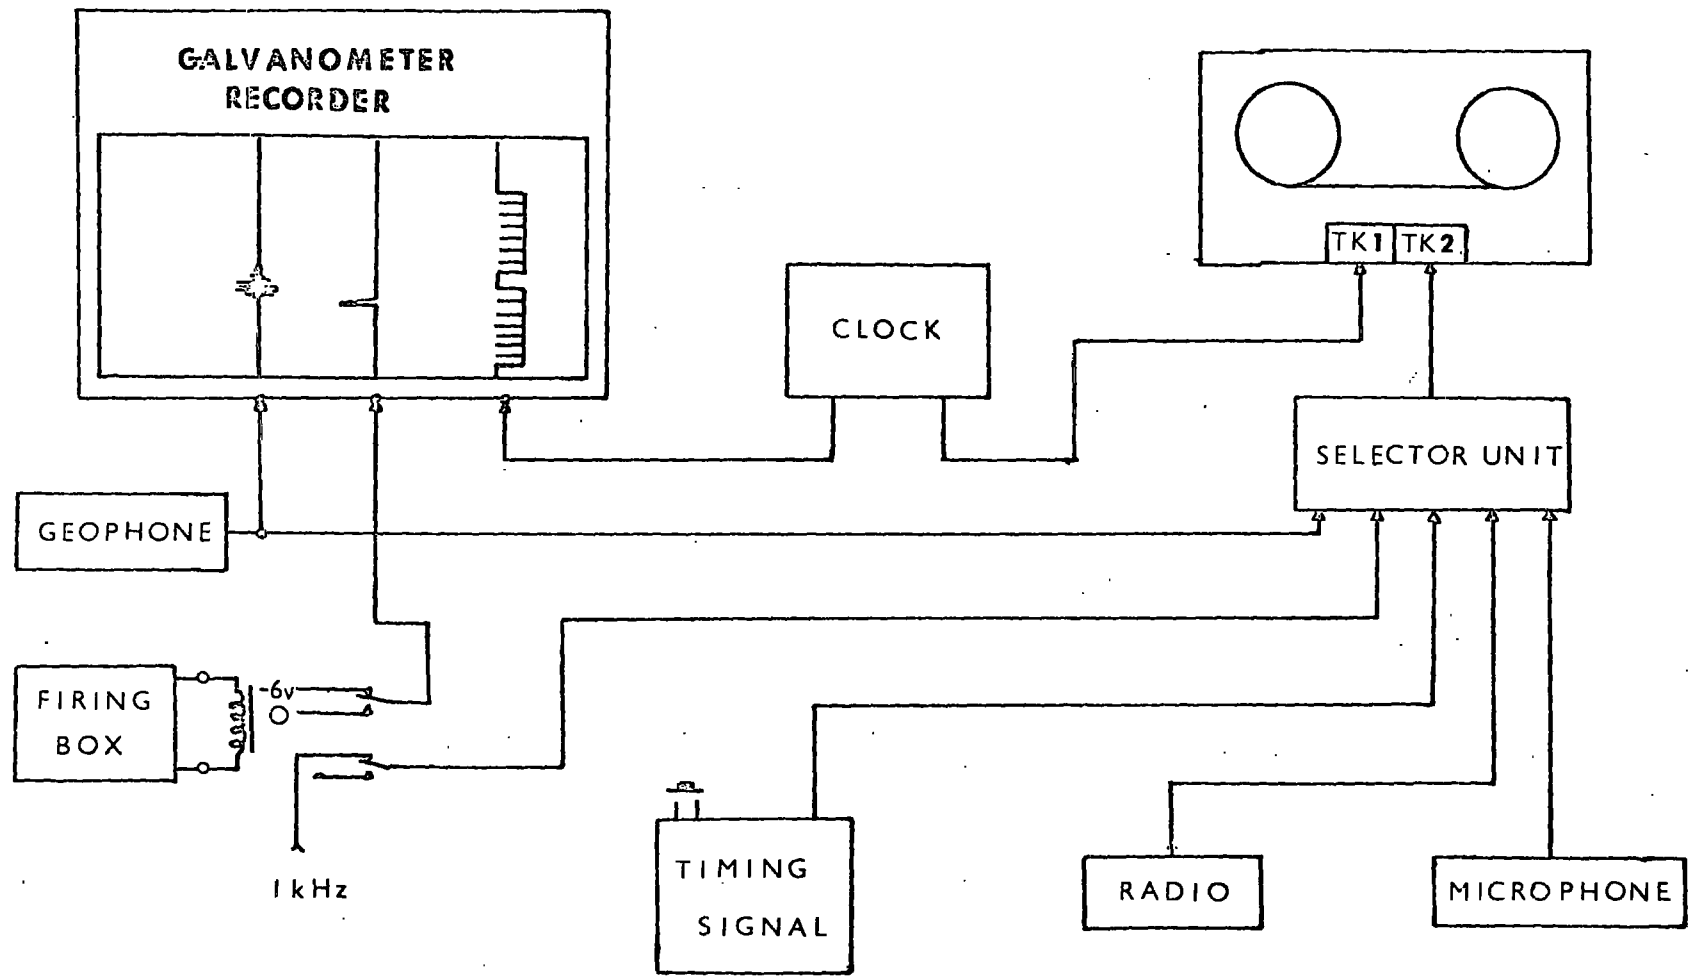 GALVANOMETER
RECORDER
TK1 TK2
CLOCK
SELECTOR UNIT
GEOPHONE
FIRING
BOX
-6v
O
1kHz
TIMING
SIGNAL
RADIO
MICROPHONE